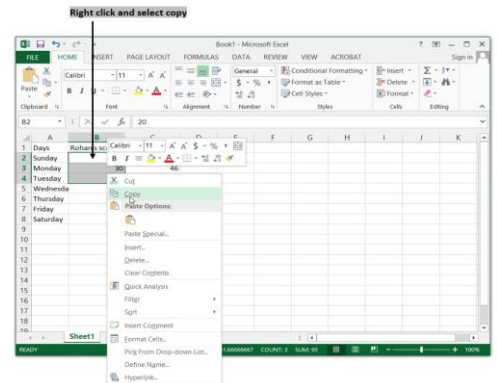 Right click and select copy
Book1 - Microsoft Excel
FILE HOME INSERT PAGE LAYOUT FORMULAS DATA REVIEW VIEW ACROBAT Sign in
Calibri 11 General Conditional Formatting Insert
Paste $ % Format as Table Delete
B I U Cell Styles Format
Clipboard Font Alignment Number Styles Cells Editing
B2 fx 20
A B C D E F G H I J K
1 Days Rohan's
2 Sunday
3 Monday 30 46
4 Tuesday
5 Wednesda
6 Thursday
7 Friday
8 Saturday
9
10
11
12
13
14
15
16
17
18
Calibri 11 A A $ %
B I
Cut
Copy
Paste Options:
Paste Special...
Insert...
Delete...
Clear Contents
Quick Analysis
Filter
Sort
Insert Comment
Format Cells...
Pick From Drop-down List...
Define Name...
Hyperlink...
Sheet1
READY COUNT: 3 SUM: 95 100%